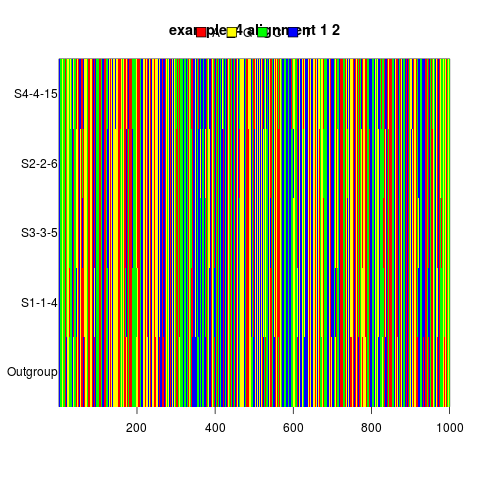 example 4 alignment 1 2
A G C T
S4-4-15
S2-2-6
S3-3-5
S1-1-4
Outgroup
200 400 600 800 1000